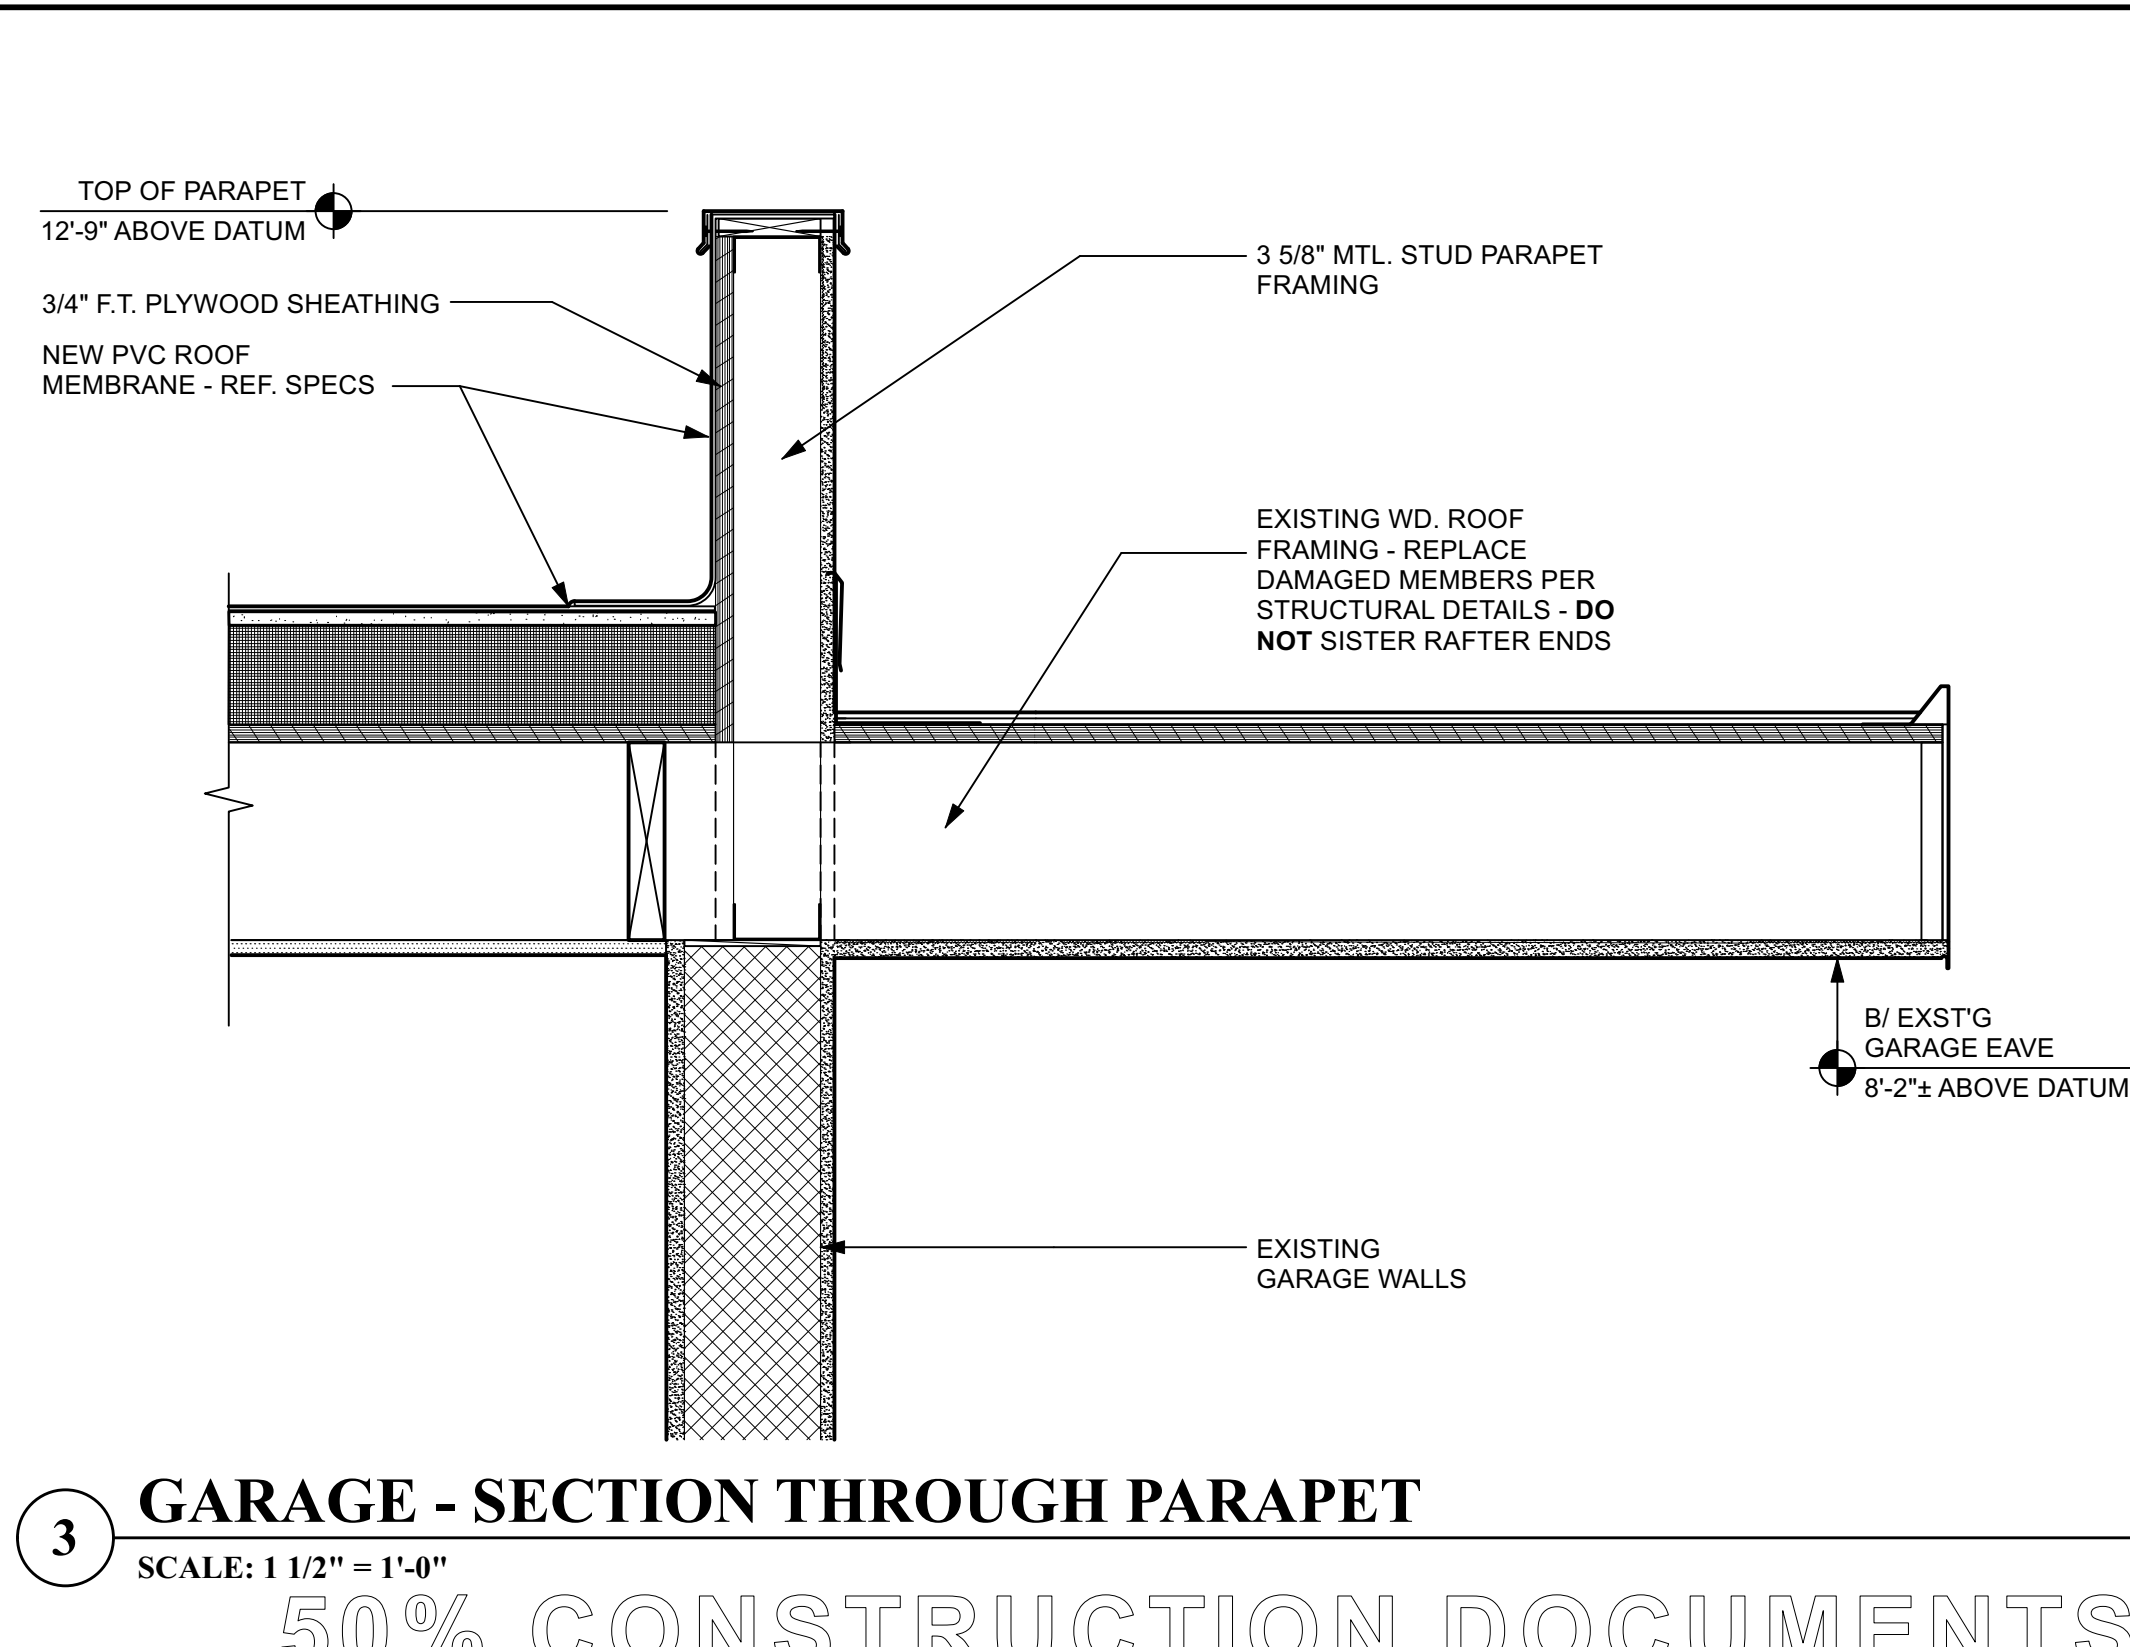 TOP OF PARAPET
12'-9" ABOVE DATUM
3/4" F.T. PLYWOOD SHEATHING
NEW PVC ROOF
MEMBRANE - REF. SPECS
3 5/8" MTL. STUD PARAPET
FRAMING
EXISTING WD. ROOF
FRAMING - REPLACE
DAMAGED MEMBERS PER
STRUCTURAL DETAILS - DO
NOT SISTER RAFTER ENDS
B/ EXST'G
GARAGE EAVE
8'-2"± ABOVE DATUM
EXISTING
GARAGE WALLS
3
GARAGE - SECTION THROUGH PARAPET
SCALE: 1 1/2" = 1'-0"
50% CONSTRUCTION DOCUMENTS